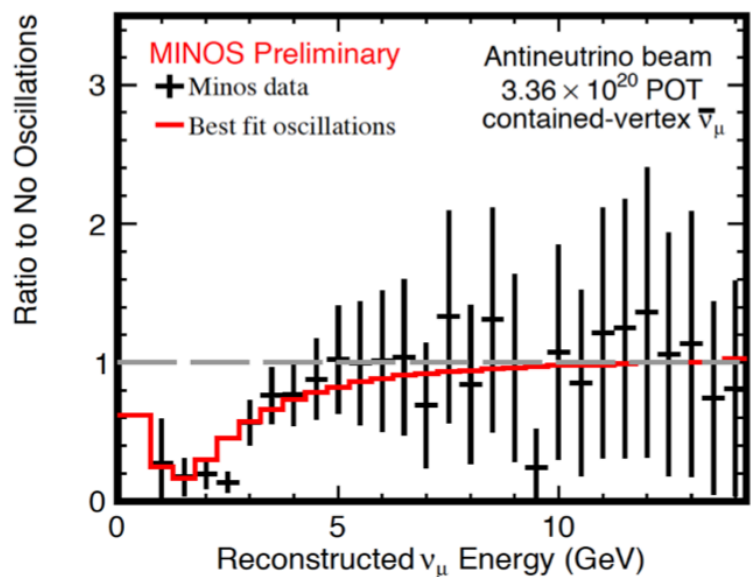 MINOS Preliminary
Minos data
Best fit oscillations
Antineutrino beam
3.36 × 10²⁰ POT
contained-vertex ν̅μ
Ratio to No Oscillations
3
2
1
0
0 5 10
Reconstructed νμ Energy (GeV)